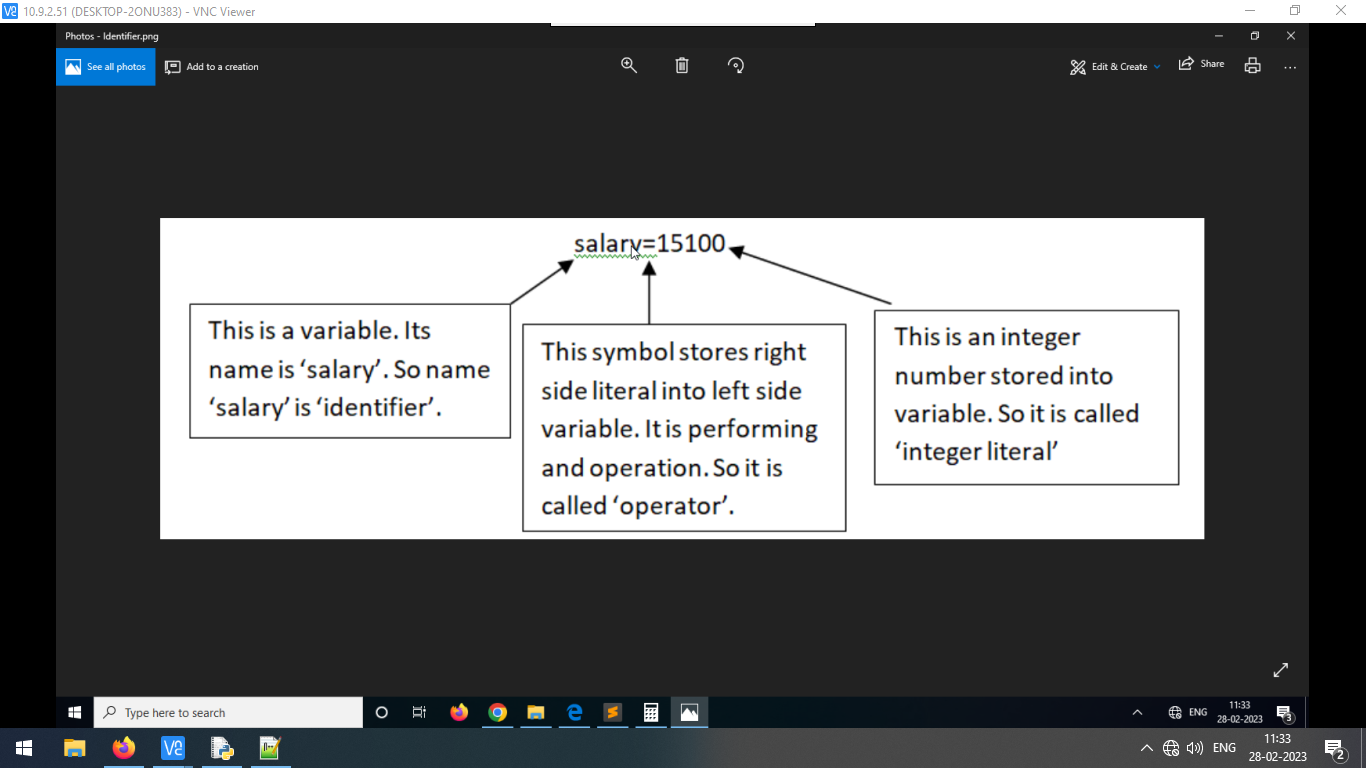 10.9.2.51 (DESKTOP-2ONU383) - VNC Viewer
Photos - Identifier.png
See all photos
Add to a creation
Edit & Create
Share
salary=15100
This is a variable. Its
name is ‘salary’. So name
‘salary’ is ‘identifier’.
This symbol stores right
side literal into left side
variable. It is performing
and operation. So it is
called ‘operator’.
This is an integer
number stored into
variable. So it is called
‘integer literal’
Type here to search
ENG
11:33
28-02-2023
3
ENG
11:33
28-02-2023
2